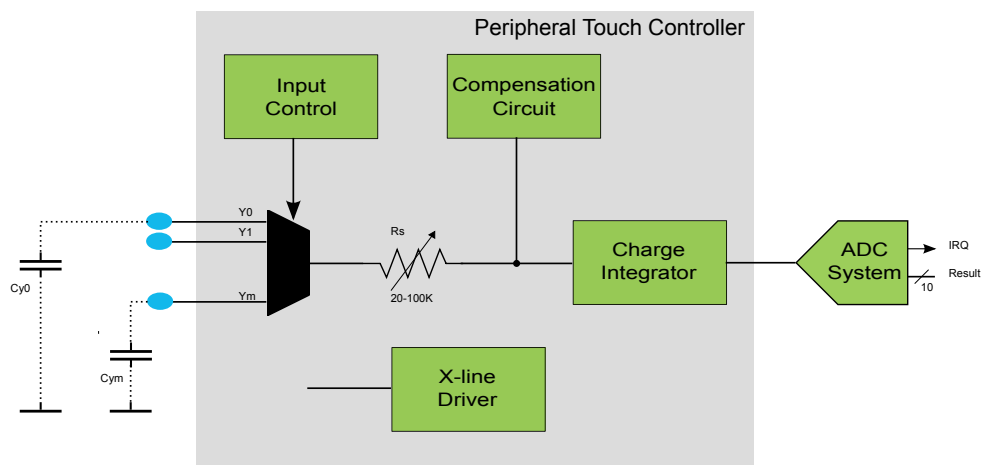 Peripheral Touch Controller
Input
Control
Compensation
Circuit
Y0
Y1
Ym
Rs
20-100K
Charge
Integrator
ADC
System
IRQ
Result
10
Cy0
Cym
X-line
Driver